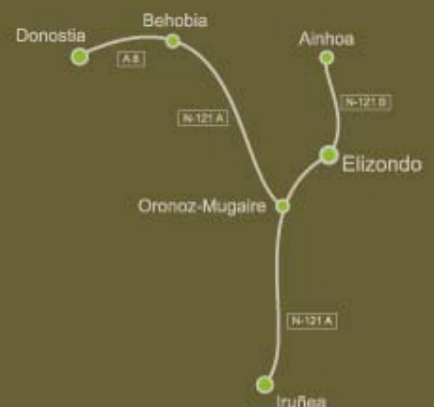 Donostia
Behobia
Ainhoa
A 8
N-121 B
N-121 A
Elizondo
Oronoz-Mugaire
N-121 A
Iruñea